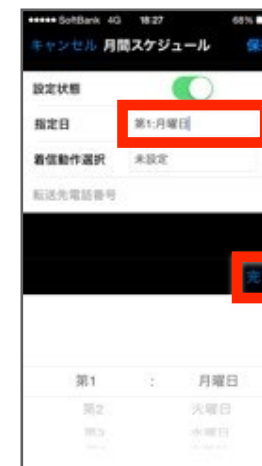 SoftBank 4G 18:27 68%
キャンセル 月間スケジュール 保
設定状態
指定日 第1:月曜日
着信動作選択 未設定
転送先電話番号
完
第1 : 月曜日
第2 火曜日
第3 水曜日